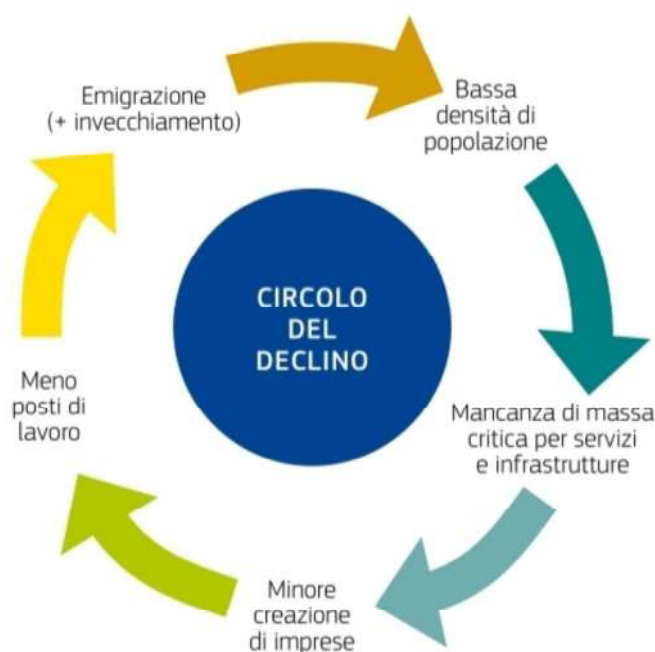 Emigrazione
(+ invecchiamento)
Bassa
densità di
popolazione
CIRCOLO
DEL
DECLINO
Mancanza di massa
critica per servizi
e infrastrutture
Minore
creazione
di imprese
Meno
posti di
lavoro